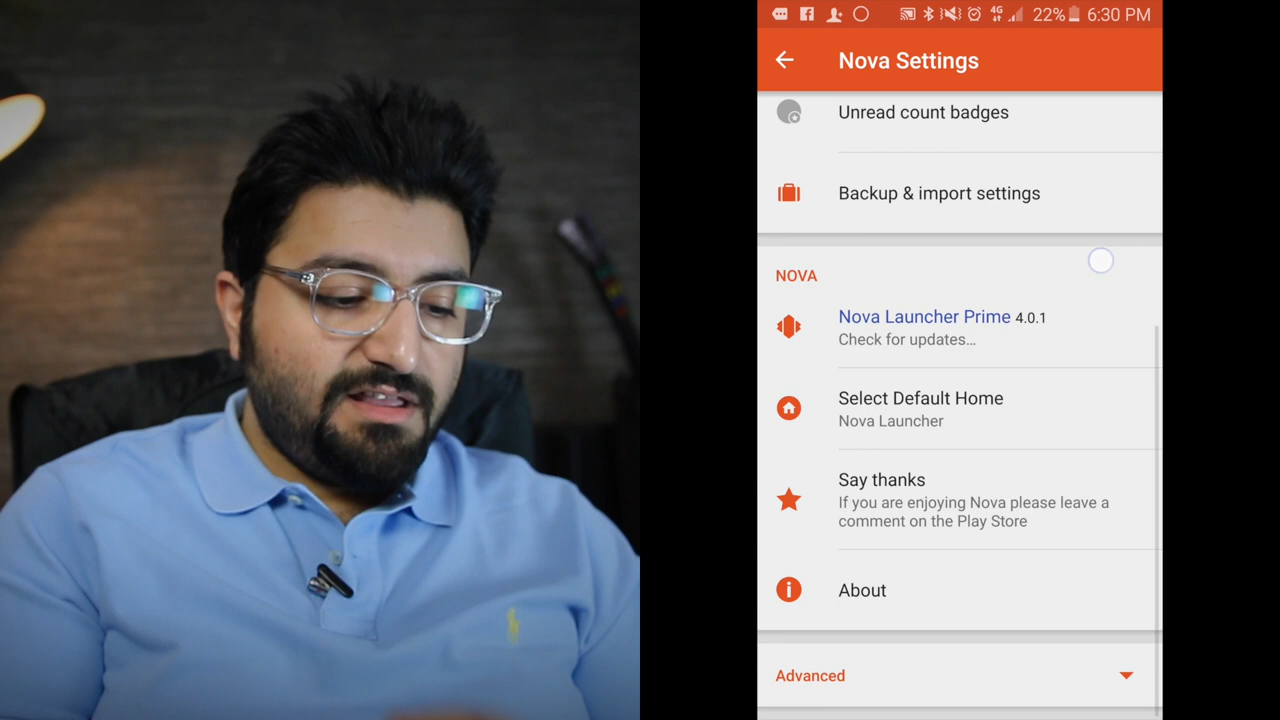 4G 22% 6:30 PM
Nova Settings
Unread count badges
Backup & import settings
NOVA
Nova Launcher Prime 4.0.1
Check for updates…
Select Default Home
Nova Launcher
Say thanks
If you are enjoying Nova please leave a
comment on the Play Store
About
Advanced